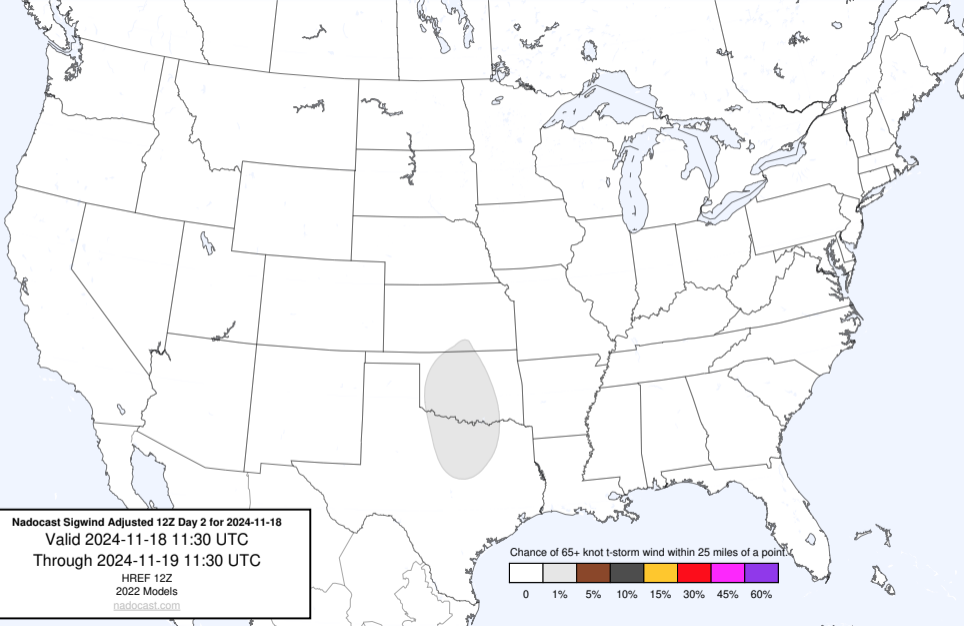 Nadocast Sigwind Adjusted 12Z Day 2 for 2024-11-18
Valid 2024-11-18 11:30 UTC
Through 2024-11-19 11:30 UTC
HREF 12Z
2022 Models
nadocast.com
Chance of 65+ knot t-storm wind within 25 miles of a point.
0 1% 5% 10% 15% 30% 45% 60%